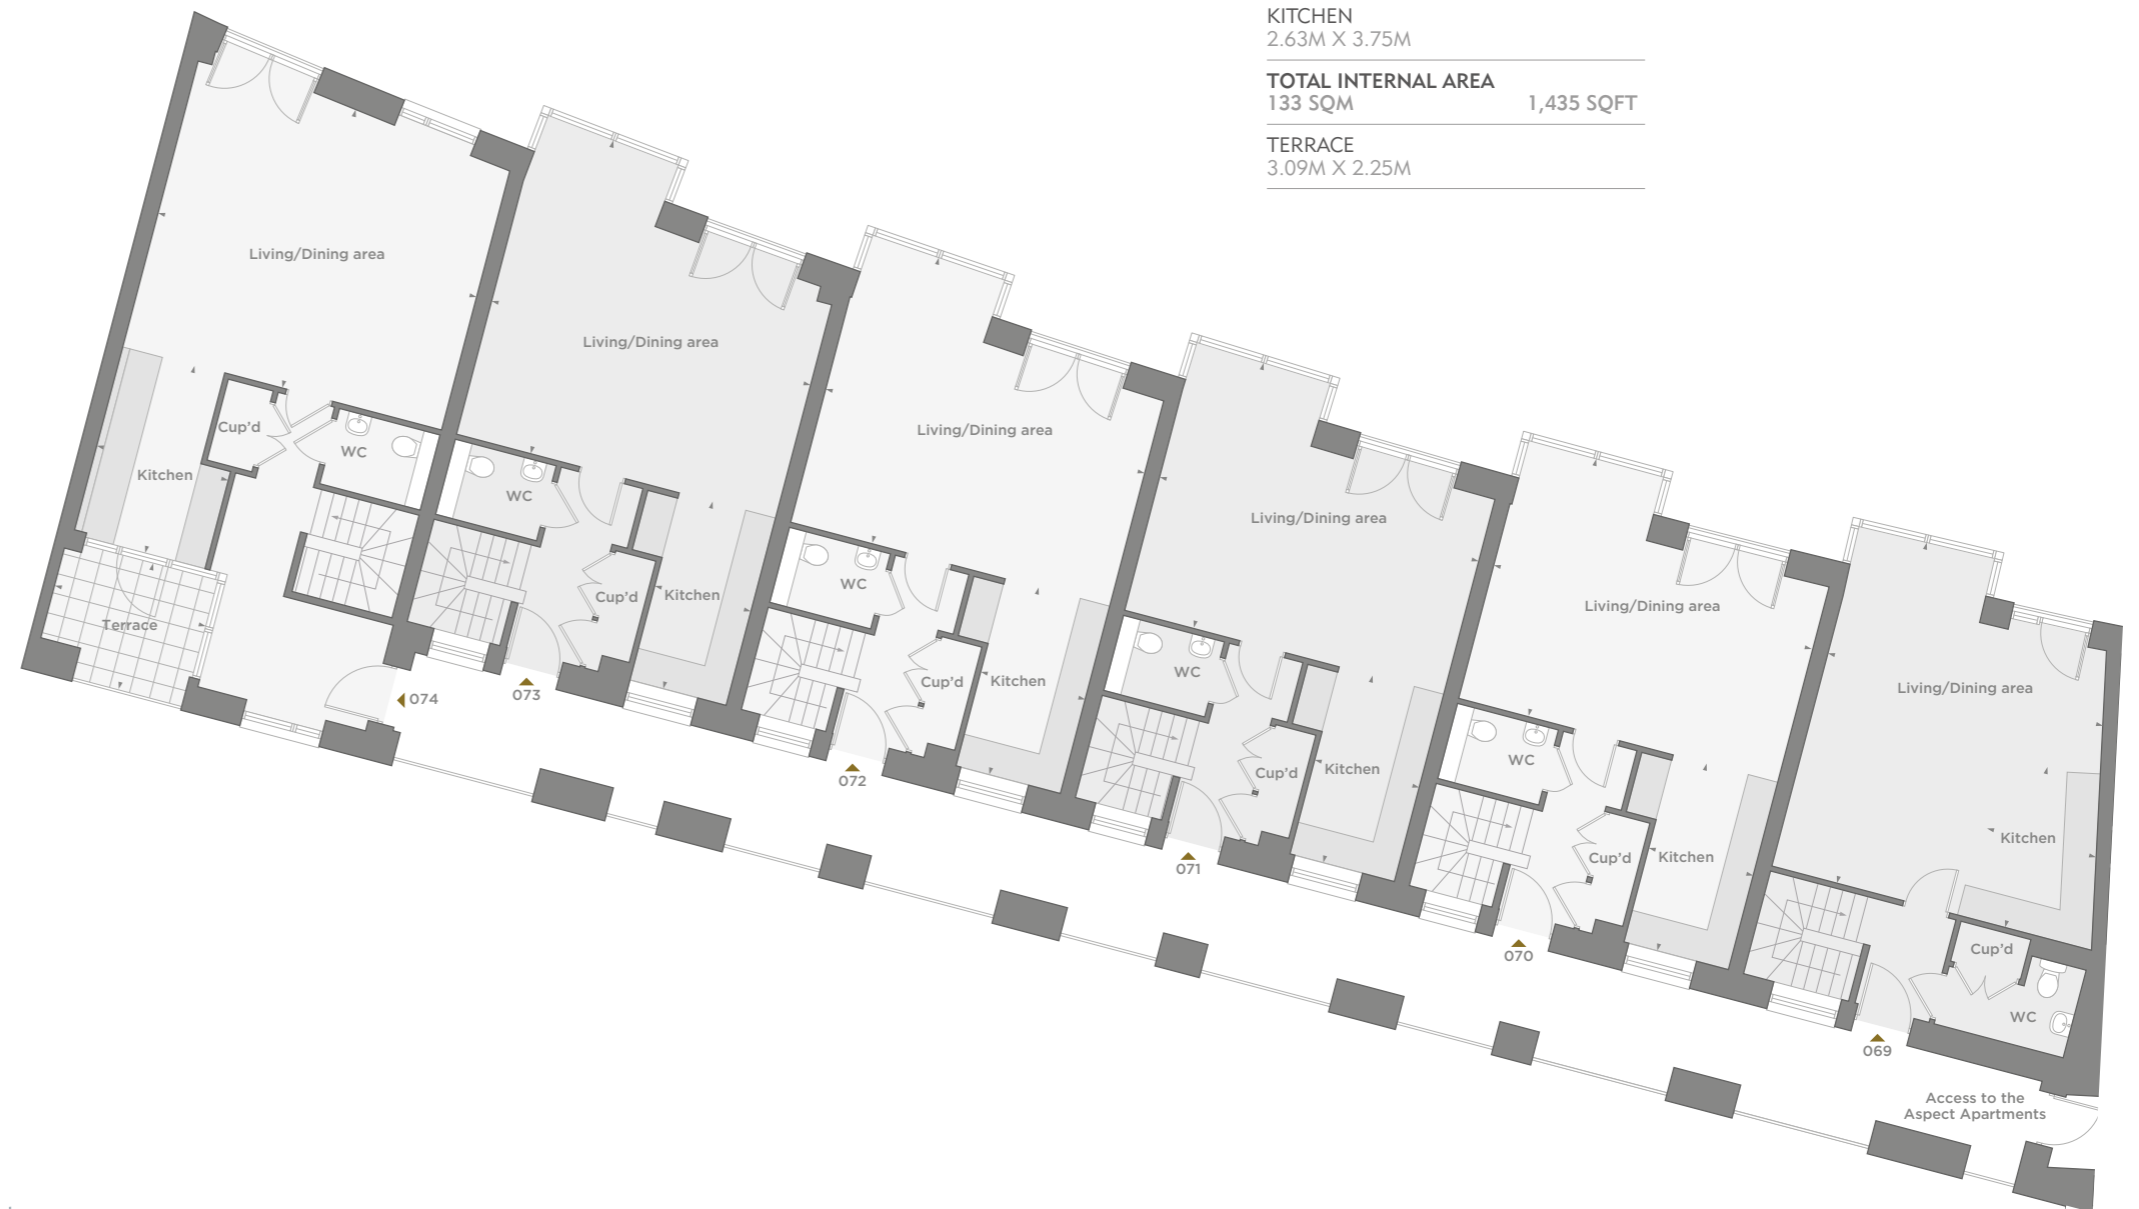 KITCHEN
2.63M X 3.75M
TOTAL INTERNAL AREA
133 SQM 1,435 SQFT
TERRACE
3.09M X 2.25M
Living/Dining area
Cup'd
WC
Kitchen
Terrace
074
Living/Dining area
WC
Cup'd
Kitchen
073
Living/Dining area
WC
Cup'd
Kitchen
072
Living/Dining area
WC
Cup'd
Kitchen
071
Living/Dining area
WC
Cup'd
Kitchen
070
Living/Dining area
Kitchen
Cup'd
WC
069
Access to the
Aspect Apartments